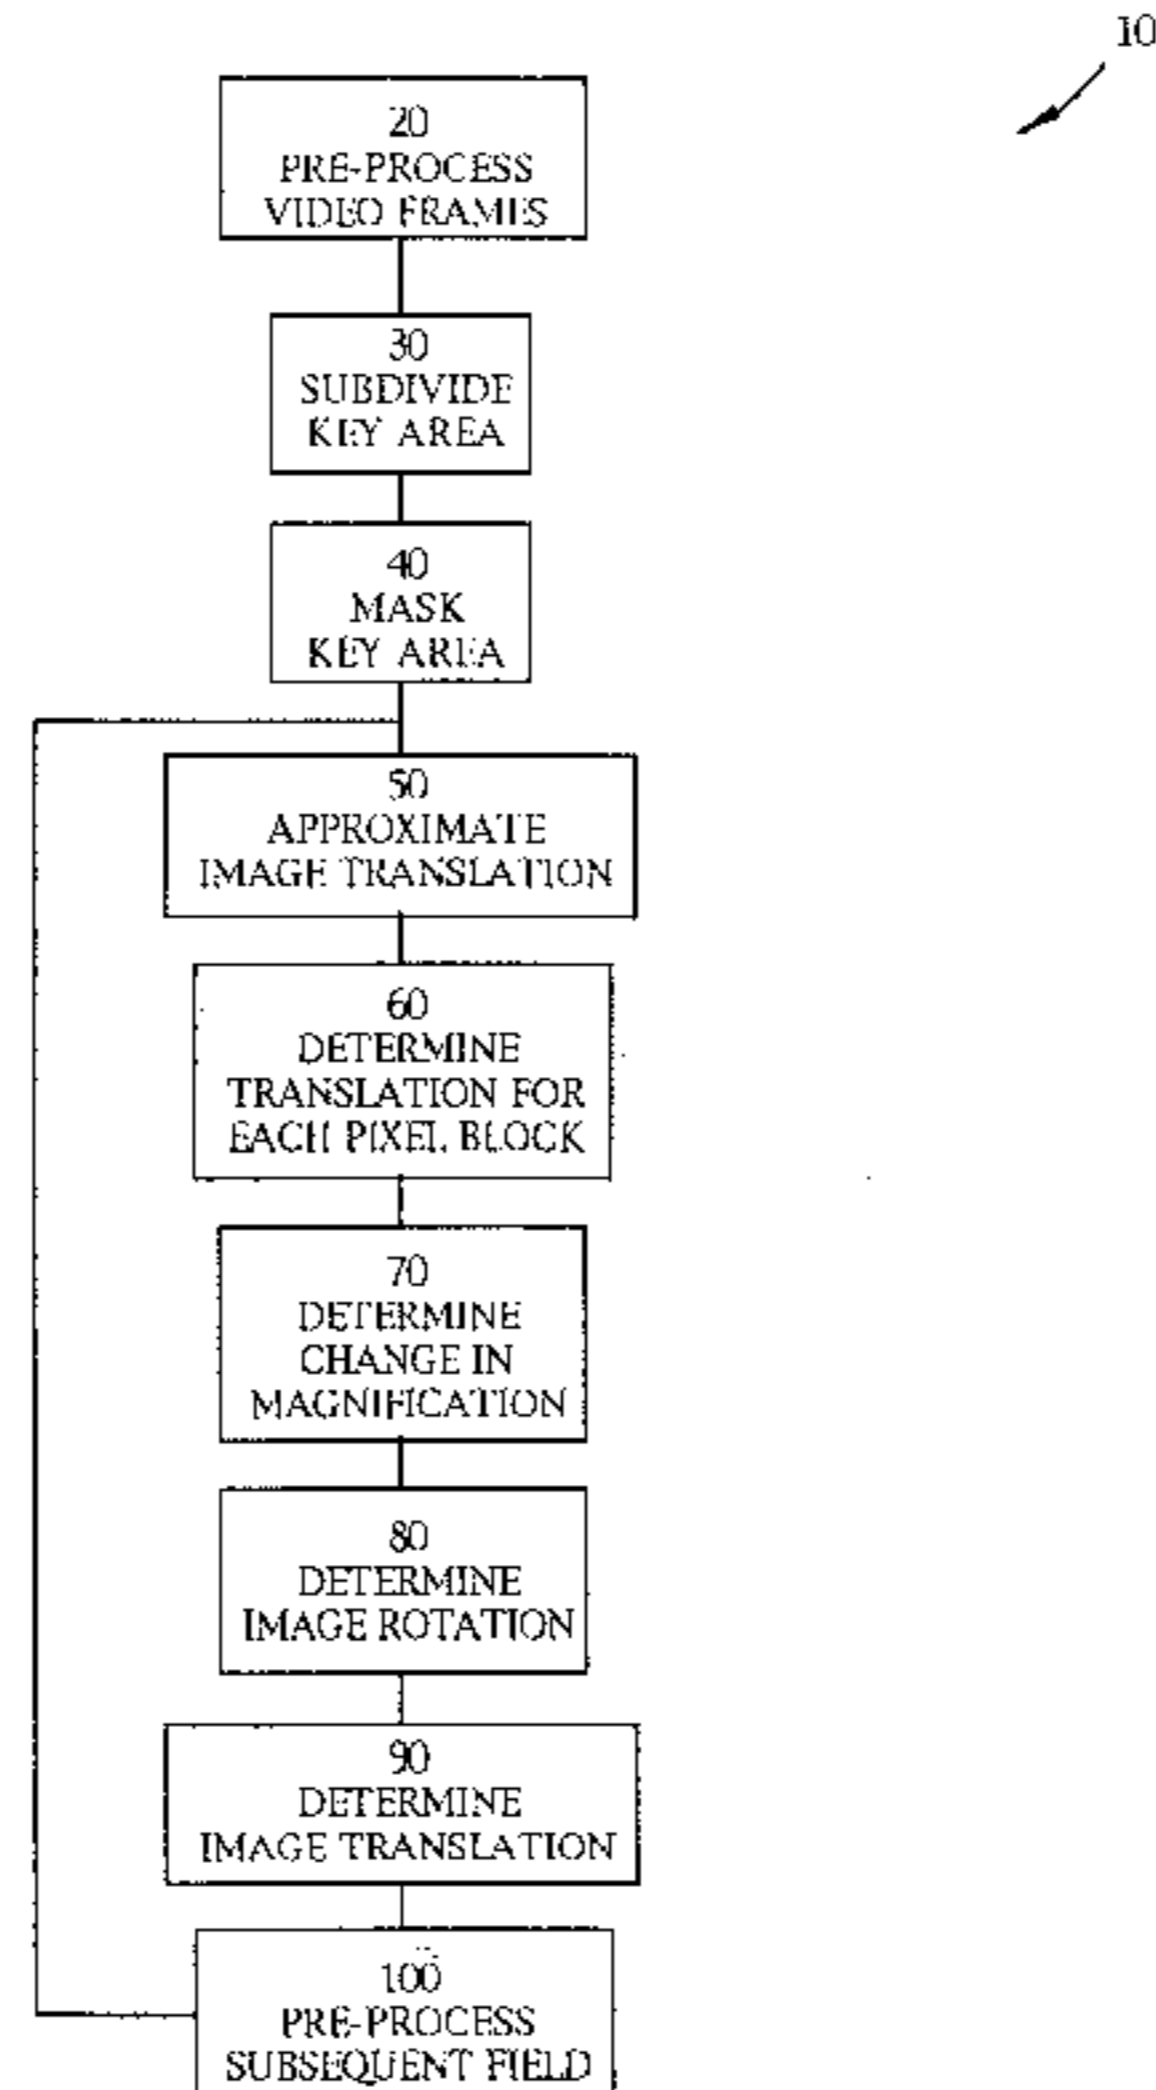 10
20
PRE-PROCESS
VIDEO FRAMES
30
SUBDIVIDE
KEY AREA
40
MASK
KEY AREA
50
APPROXIMATE
IMAGE TRANSLATION
60
DETERMINE
TRANSLATION FOR
EACH PIXEL BLOCK
70
DETERMINE
CHANGE IN
MAGNIFICATION
80
DETERMINE
IMAGE ROTATION
90
DETERMINE
IMAGE TRANSLATION
100
PRE-PROCESS
SUBSEQUENT FIELD